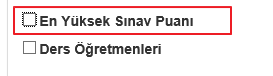 En Yüksek Sınav Puanı
Ders Öğretmenleri